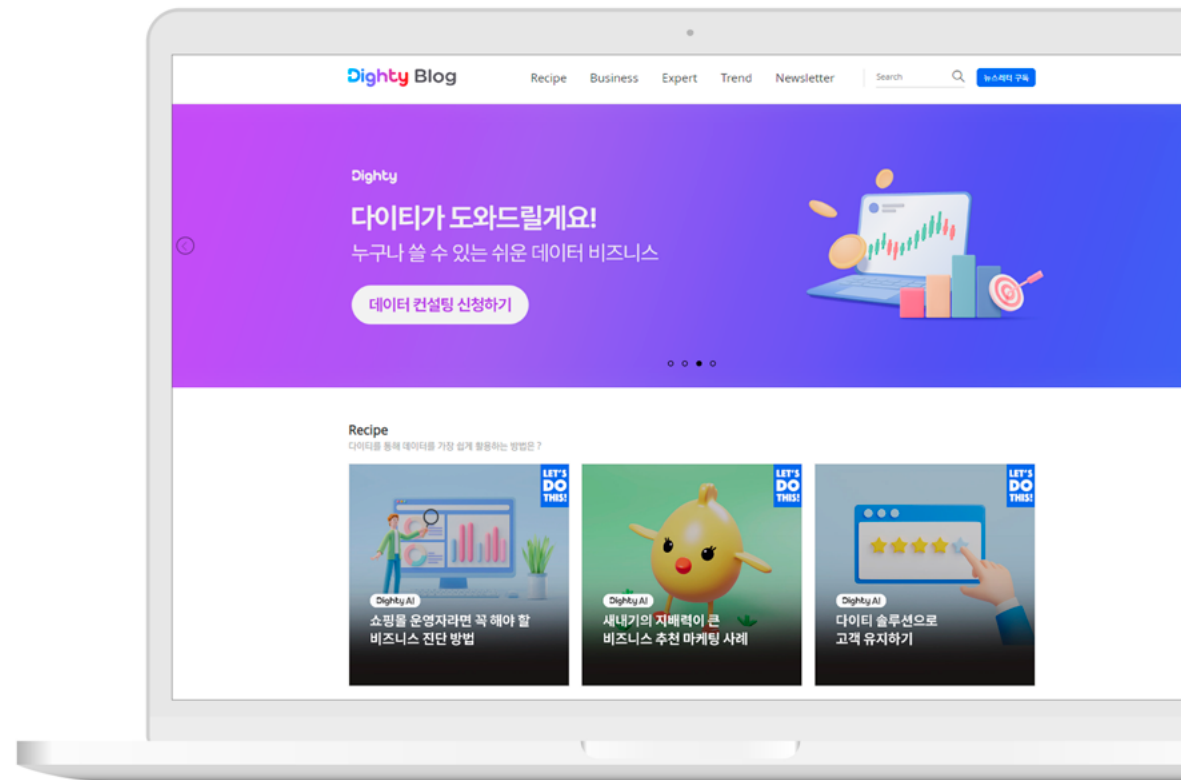 Dighty Blog
Recipe Business Expert Trend Newsletter Search 뉴스레터 구독
Dighty
다이티가 도와드릴게요!
누구나 쓸 수 있는 쉬운 데이터 비즈니스
데이터 컨설팅 신청하기
Recipe
다이티를 통해 데이터를 가장 쉽게 활용하는 방법은 ?
LET'S
DO
THIS!
Dighty AI
쇼핑몰 운영자라면 꼭 해야 할
비즈니스 진단 방법
LET'S
DO
THIS!
Dighty AI
새내기의 지배력이 큰
비즈니스 추천 마케팅 사례
LET'S
DO
THIS!
Dighty AI
다이티 솔루션으로
고객 유지하기